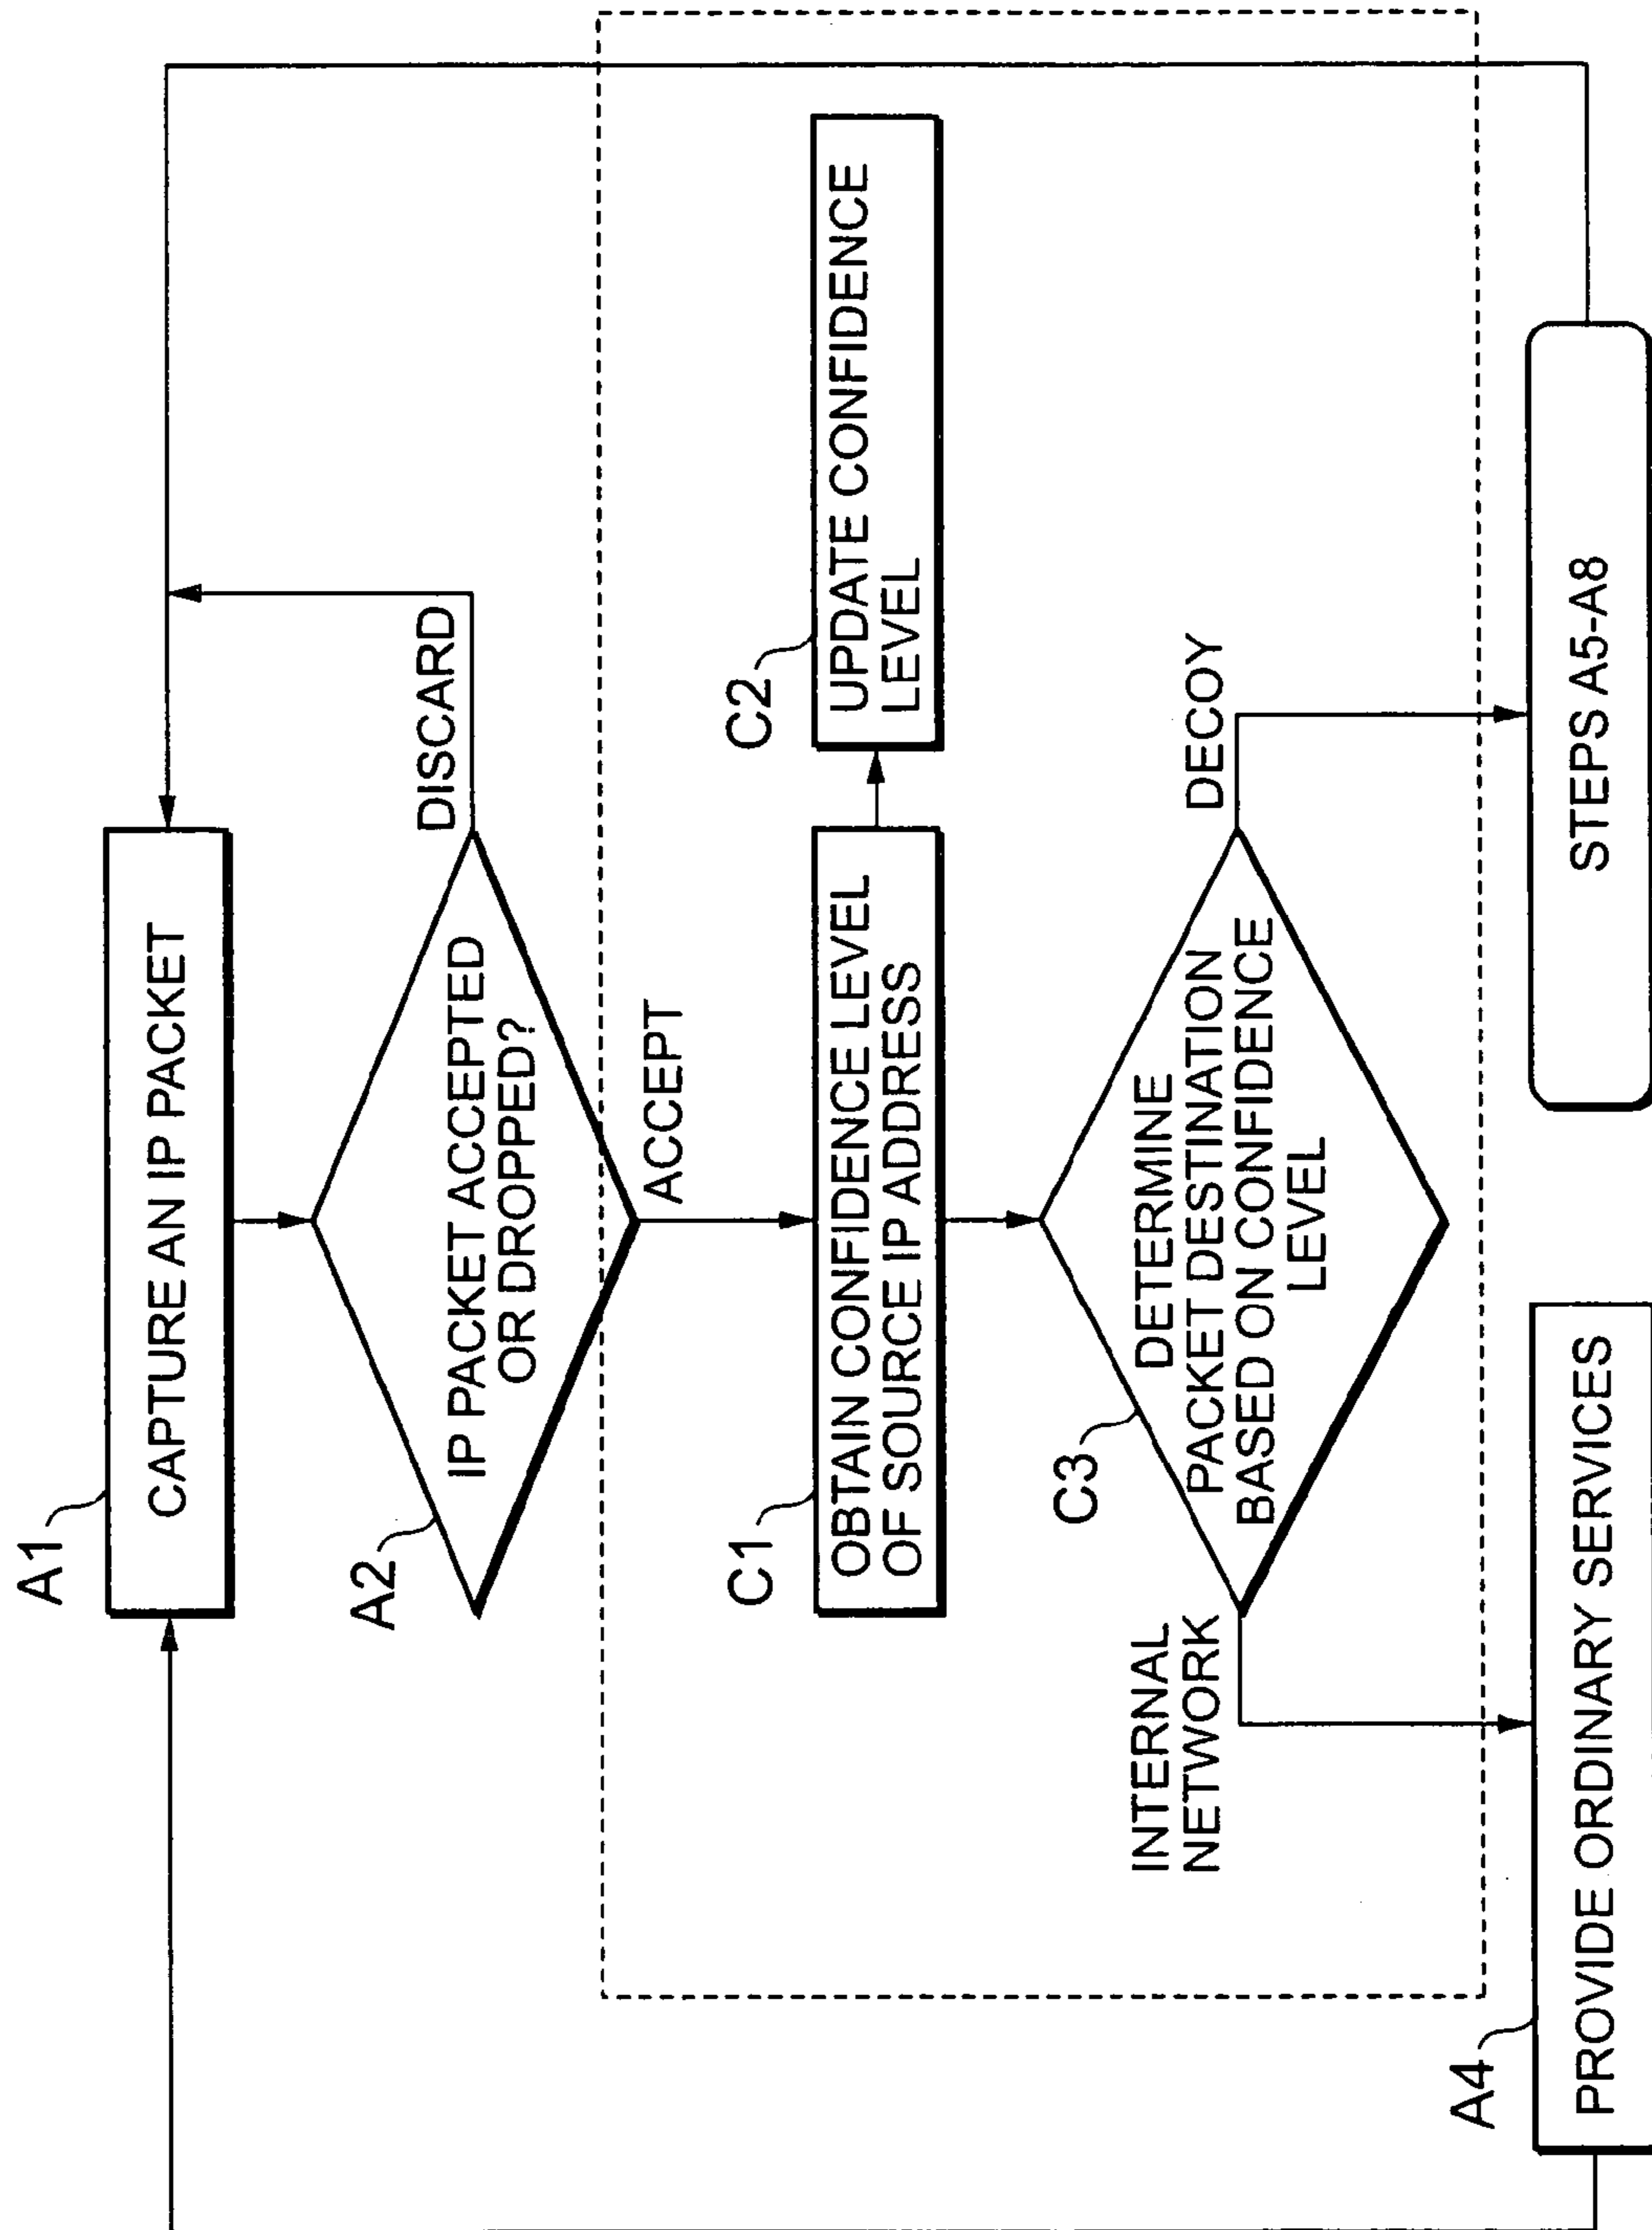 A1
CAPTURE AN IP PACKET
A2
IP PACKET ACCEPTED
OR DROPPED?
DISCARD
ACCEPT
C1
OBTAIN CONFIDENCE LEVEL
OF SOURCE IP ADDRESS
C2
UPDATE CONFIDENCE
LEVEL
C3
DETERMINE
PACKET DESTINATION
BASED ON CONFIDENCE
LEVEL
INTERNAL
NETWORK
DECOY
A4
PROVIDE ORDINARY SERVICES
STEPS A5-A8